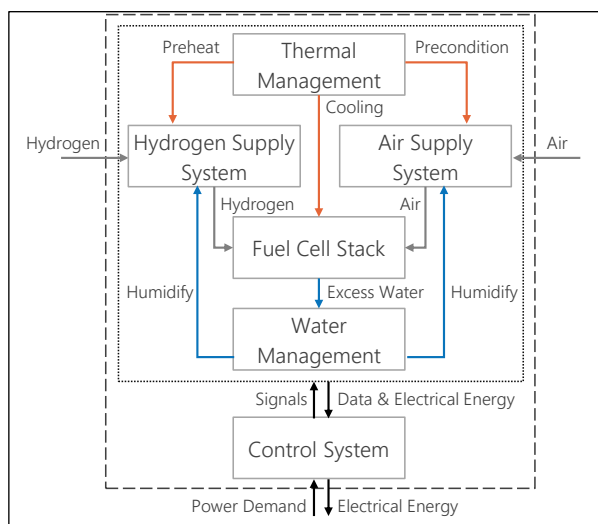 Preheat
Thermal
Management
Precondition
Cooling
Hydrogen
Hydrogen Supply
System
Air Supply
System
Air
Hydrogen
Air
Fuel Cell Stack
Humidify
Excess Water
Humidify
Water
Management
Signals
Data & Electrical Energy
Control System
Power Demand
Electrical Energy